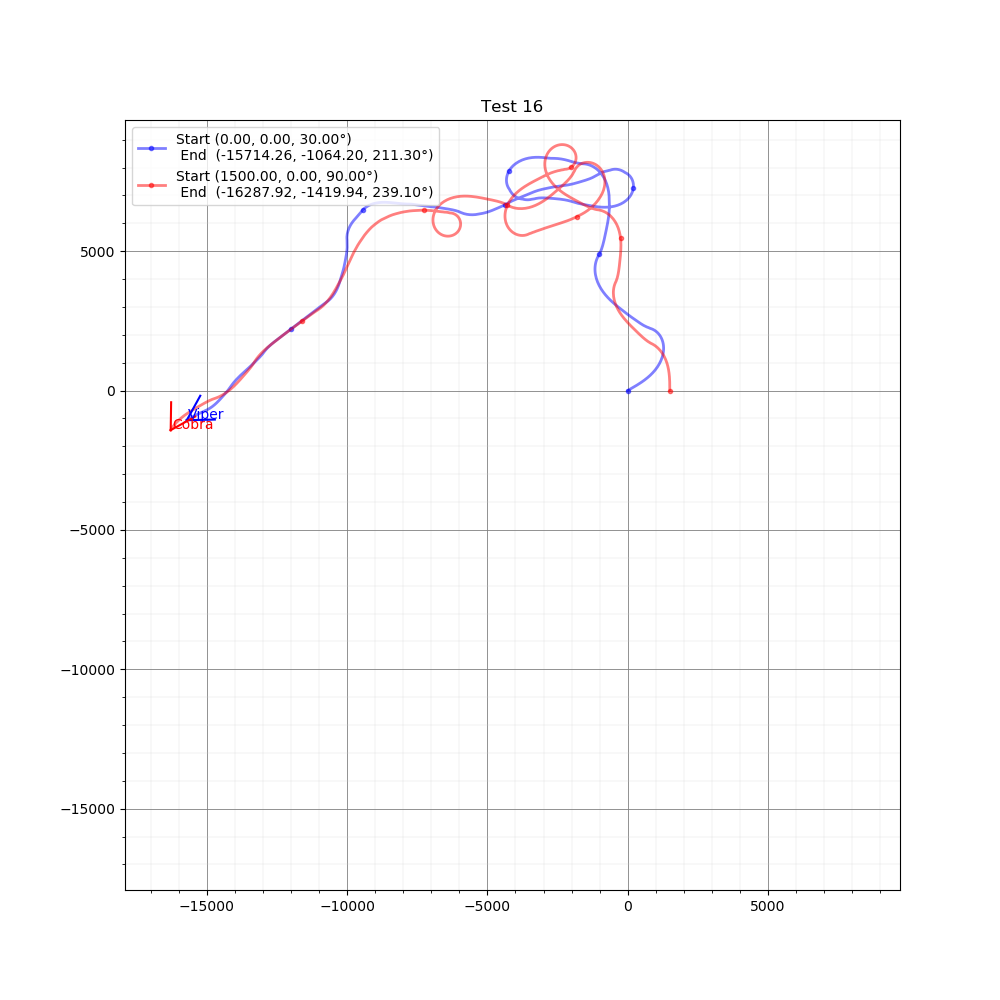 Test 16
Start (0.00, 0.00, 30.00°)
End (-15714.26, -1064.20, 211.30°)
Start (1500.00, 0.00, 90.00°)
End (-16287.92, -1419.94, 239.10°)
5000
0
−5000
−10000
−15000
Viper
Cobra
−15000 −10000 −5000 0 5000